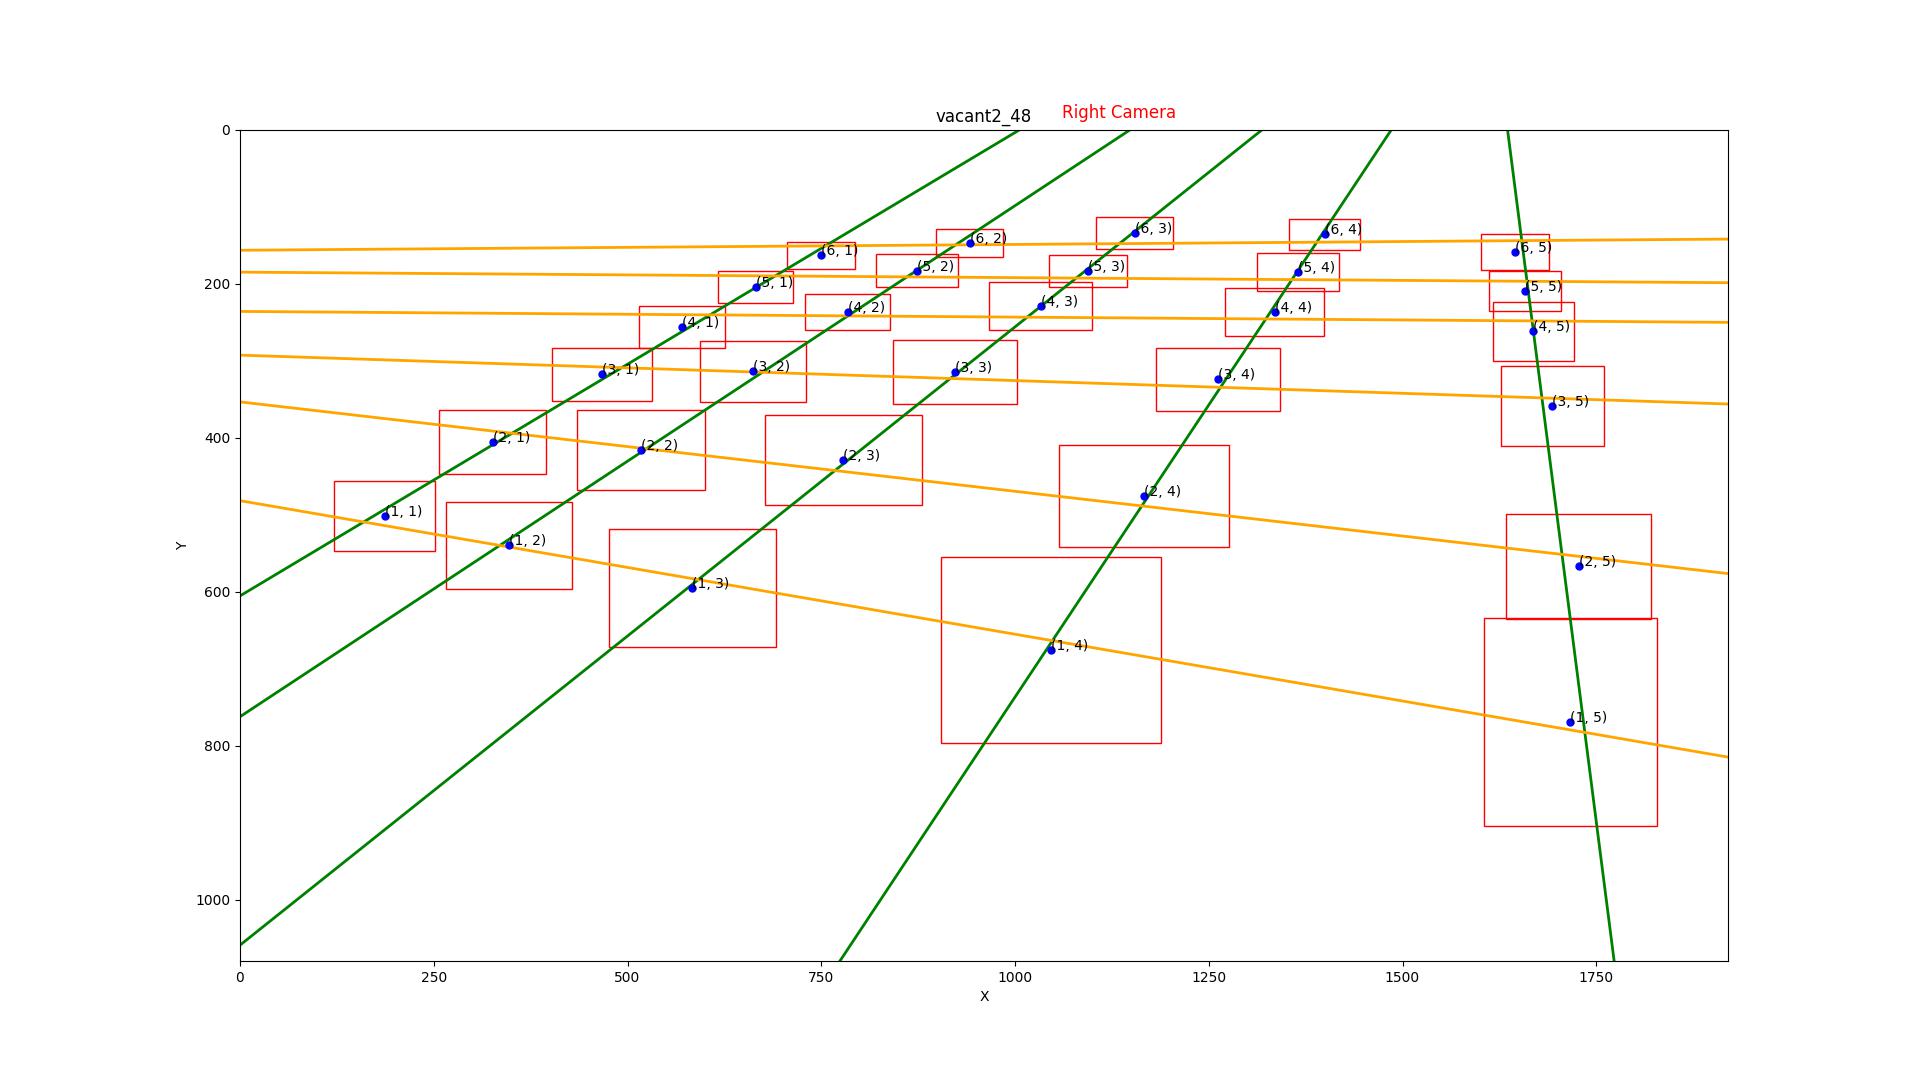 vacant2_48 Right Camera
0
(6, 3) (6, 4)
(6, 1) (6, 2) (6, 5)
200 (5, 1) (5, 2) (5, 3) (5, 4) (5, 5)
(4, 1) (4, 2) (4, 3) (4, 4) (4, 5)
(3, 1) (3, 2) (3, 3) (3, 4) (3, 5)
400 (2, 1) (2, 2) (2, 3) (2, 4) (2, 5)
(1, 1) (1, 2) (1, 3) (1, 4) (1, 5)
Y
600
800
1000
0 250 500 750 1000 1250 1500 1750
X